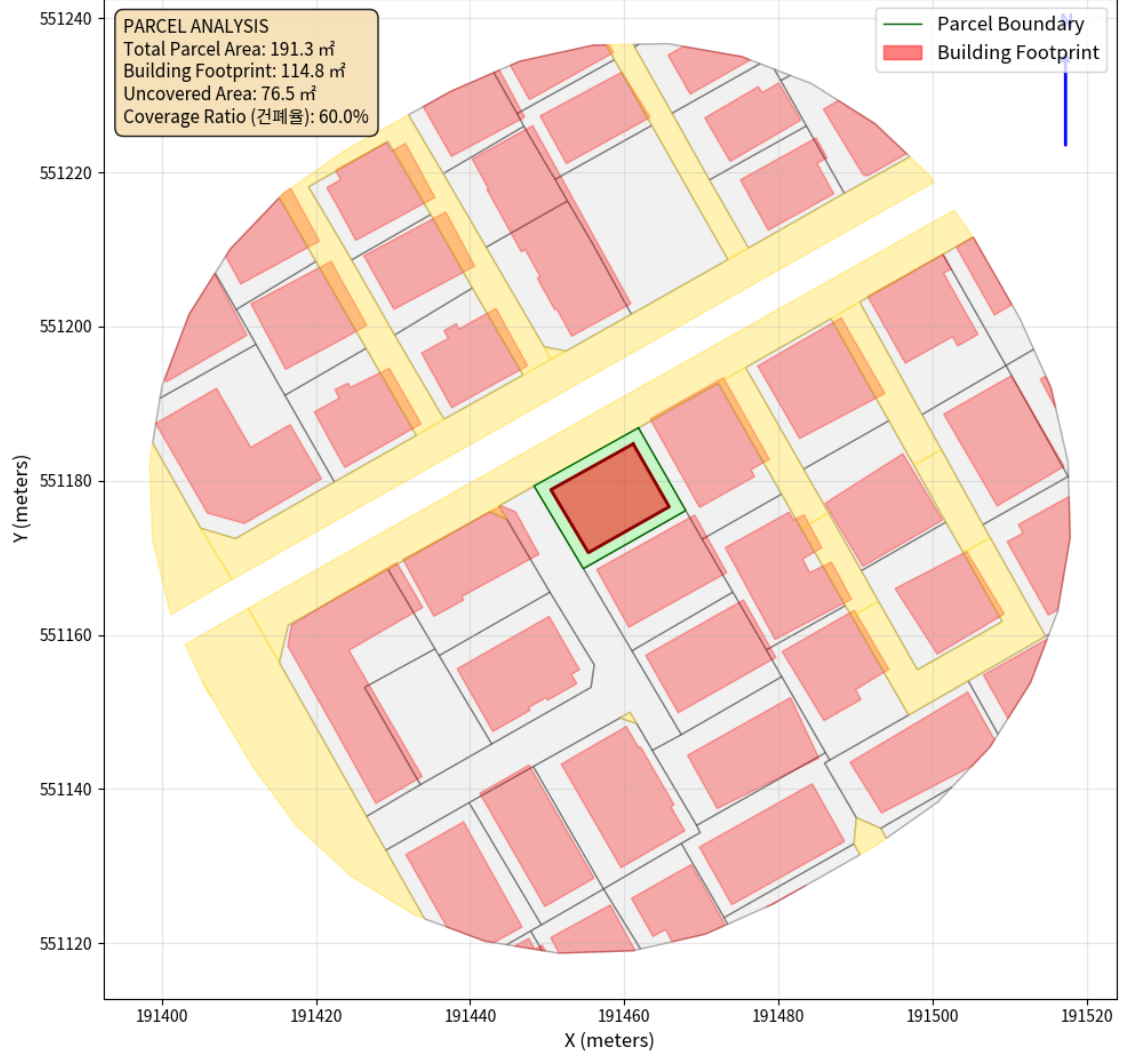 PARCEL ANALYSIS
Total Parcel Area: 191.3 ㎡
Building Footprint: 114.8 ㎡
Uncovered Area: 76.5 ㎡
Coverage Ratio (건폐율): 60.0%
Parcel Boundary
Building Footprint
N
Y (meters)
551240
551220
551200
551180
551160
551140
551120
191400 191420 191440 191460 191480 191500 191520
X (meters)